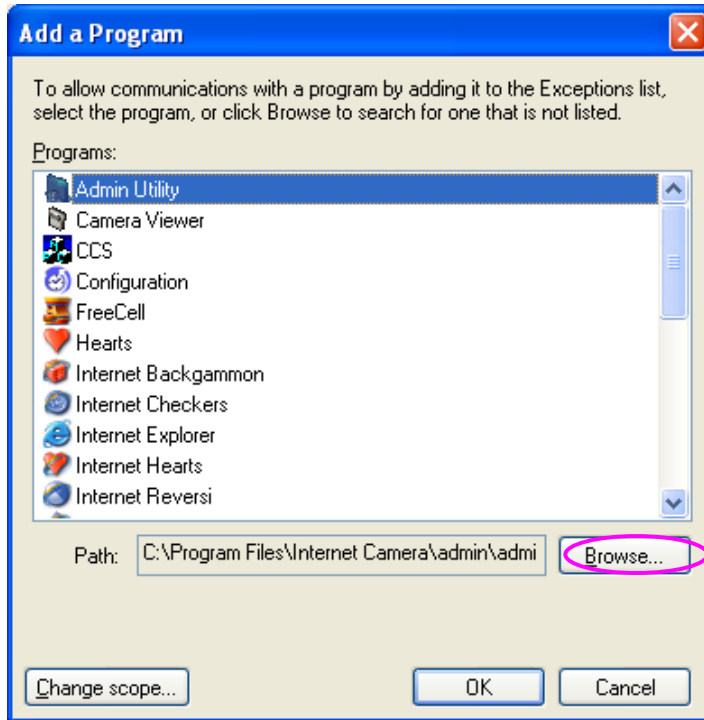 Add a Program
To allow communications with a program by adding it to the Exceptions list,
select the program, or click Browse to search for one that is not listed.
Programs:
Admin Utility
Camera Viewer
CCS
Configuration
FreeCell
Hearts
Internet Backgammon
Internet Checkers
Internet Explorer
Internet Hearts
Internet Reversi
Path: C:\Program Files\Internet Camera\admin\admi Browse...
Change scope... OK Cancel